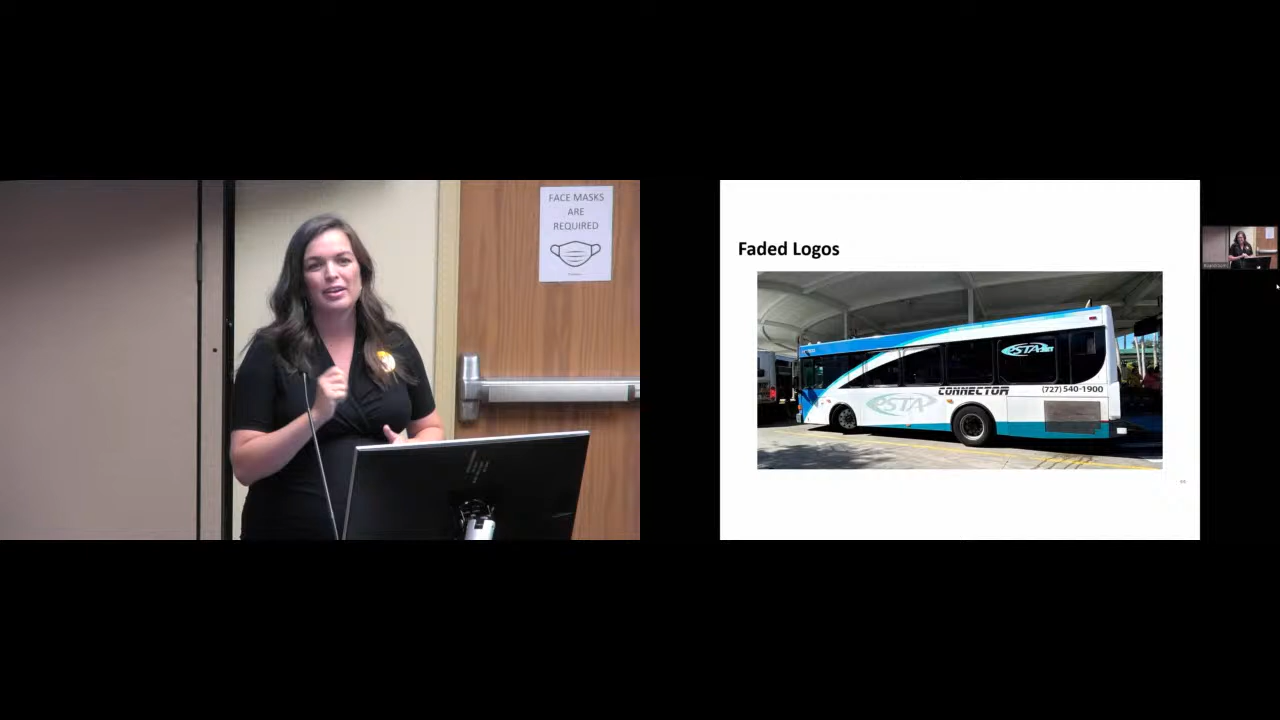 FACE MASKS
ARE
REQUIRED
Faded Logos
PSTA
CONNECTOR
(727) 540-1900
PSTA